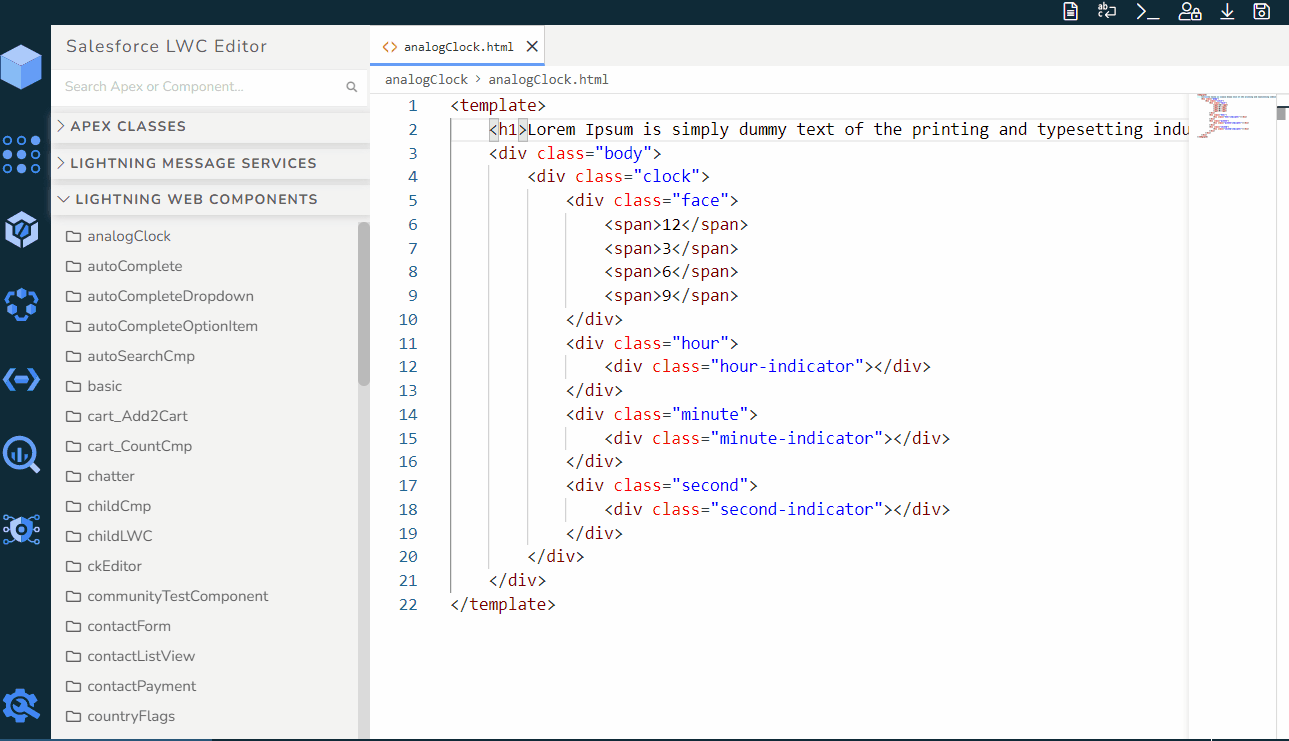 ab
c
Salesforce LWC Editor
Search Apex or Component...
APEX CLASSES
LIGHTNING MESSAGE SERVICES
LIGHTNING WEB COMPONENTS
analogClock
autoComplete
autoCompleteDropdown
autoCompleteOptionItem
autoSearchCmp
basic
cart_Add2Cart
cart_CountCmp
chatter
childCmp
childLWC
ckEditor
communityTestComponent
contactForm
contactListView
contactPayment
countryFlags
<> analogClock.html ×
analogClock > analogClock.html
1 <template>
2 <h1>Lorem Ipsum is simply dummy text of the printing and typesetting indu
3 <div class="body">
4 <div class="clock">
5 <div class="face">
6 <span>12</span>
7 <span>3</span>
8 <span>6</span>
9 <span>9</span>
10 </div>
11 <div class="hour">
12 <div class="hour-indicator"></div>
13 </div>
14 <div class="minute">
15 <div class="minute-indicator"></div>
16 </div>
17 <div class="second">
18 <div class="second-indicator"></div>
19 </div>
20 </div>
21 </div>
22 </template>